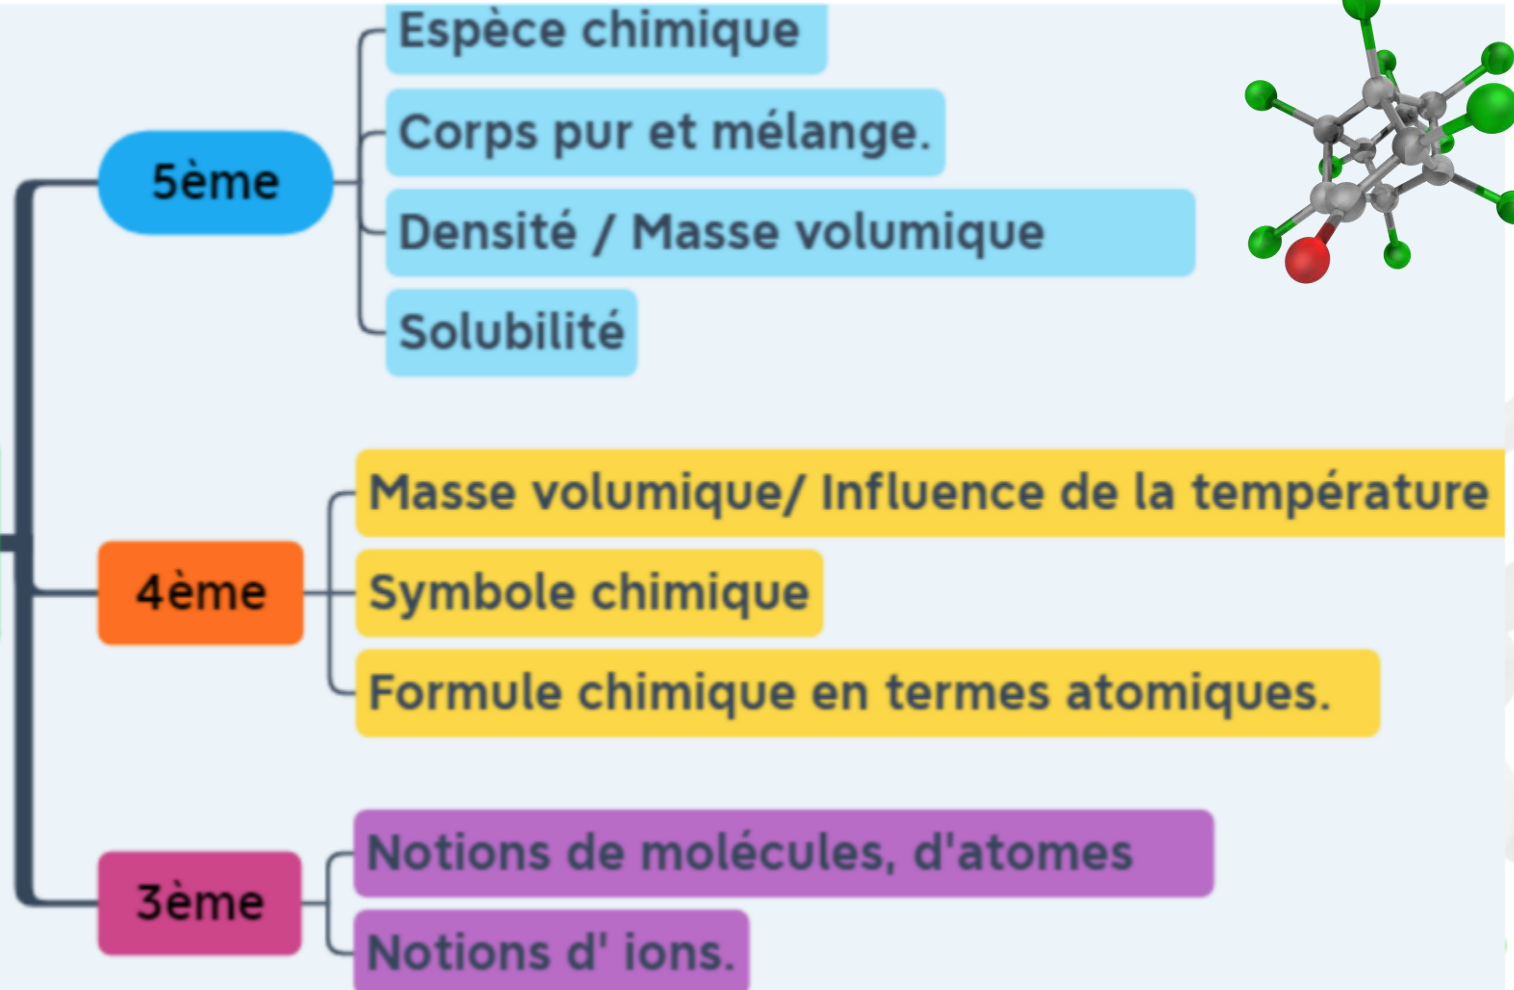 Espèce chimique
Corps pur et mélange.
5ème
Densité / Masse volumique
Solubilité
Masse volumique/ Influence de la température
4ème
Symbole chimique
Formule chimique en termes atomiques.
Notions de molécules, d'atomes
3ème
Notions d' ions.